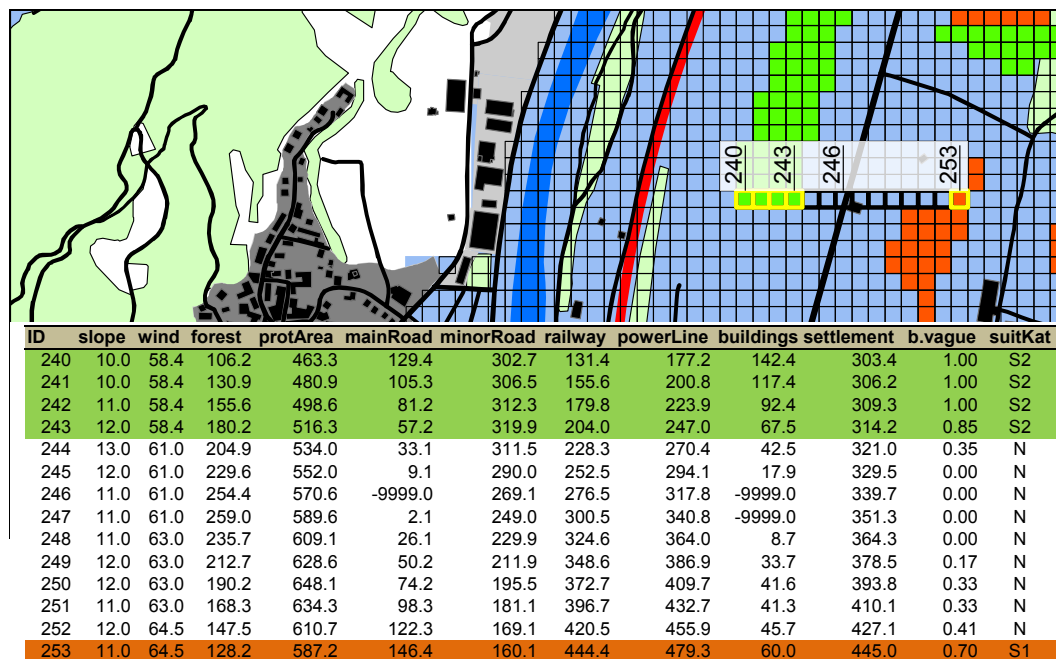 240 243 246 253
ID slope wind forest protArea mainRoad minorRoad railway powerLine buildings settlement b.vague suitKat
240 10.0 58.4 106.2 463.3 129.4 302.7 131.4 177.2 142.4 303.4 1.00 S2
241 10.0 58.4 130.9 480.9 105.3 306.5 155.6 200.8 117.4 306.2 1.00 S2
242 11.0 58.4 155.6 498.6 81.2 312.3 179.8 223.9 92.4 309.3 1.00 S2
243 12.0 58.4 180.2 516.3 57.2 319.9 204.0 247.0 67.5 314.2 0.85 S2
244 13.0 61.0 204.9 534.0 33.1 311.5 228.3 270.4 42.5 321.0 0.35 N
245 12.0 61.0 229.6 552.0 9.1 290.0 252.5 294.1 17.9 329.5 0.00 N
246 11.0 61.0 254.4 570.6 -9999.0 269.1 276.5 317.8 -9999.0 339.7 0.00 N
247 11.0 61.0 259.0 589.6 2.1 249.0 300.5 340.8 -9999.0 351.3 0.00 N
248 11.0 63.0 235.7 609.1 26.1 229.9 324.6 364.0 8.7 364.3 0.00 N
249 12.0 63.0 212.7 628.6 50.2 211.9 348.6 386.9 33.7 378.5 0.17 N
250 12.0 63.0 190.2 648.1 74.2 195.5 372.7 409.7 41.6 393.8 0.33 N
251 11.0 63.0 168.3 634.3 98.3 181.1 396.7 432.7 41.3 410.1 0.33 N
252 12.0 64.5 147.5 610.7 122.3 169.1 420.5 455.9 45.7 427.1 0.41 N
253 11.0 64.5 128.2 587.2 146.4 160.1 444.4 479.3 60.0 445.0 0.70 S1